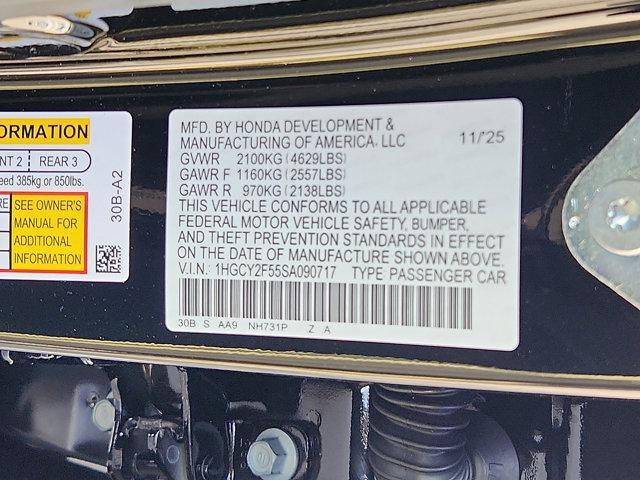 ORMATION
NT 2 REAR 3
eed 385kg or 850lbs.
RE
SEE OWNER'S
MANUAL FOR
ADDITIONAL
INFORMATION
30B-A2
MFD. BY HONDA DEVELOPMENT &
MANUFACTURING OF AMERICA, LLC 11/'25
GVWR 2100KG (4629LBS)
GAWR F 1160KG (2557LBS)
GAWR R 970KG (2138LBS)
THIS VEHICLE CONFORMS TO ALL APPLICABLE
FEDERAL MOTOR VEHICLE SAFETY, BUMPER,
AND THEFT PREVENTION STANDARDS IN EFFECT
ON THE DATE OF MANUFACTURE SHOWN ABOVE.
V.I.N.: 1HGCY2F55SA090717 TYPE PASSENGER CAR
30B S AA9 NH731P Z A